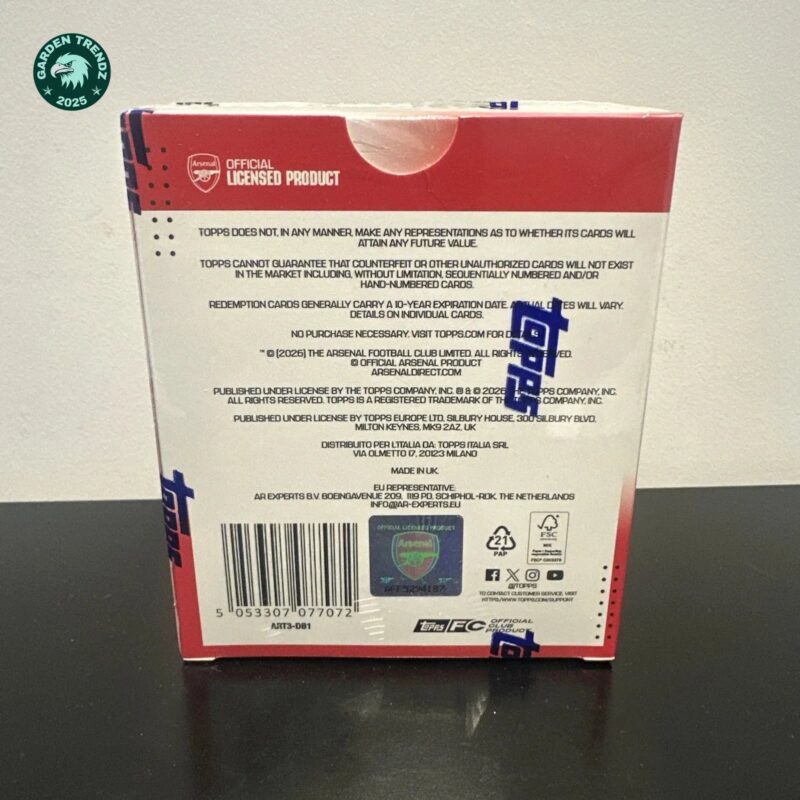 GARDEN TRENDZ
2025
Arsenal
OFFICIAL
LICENSED PRODUCT
TOPPS DOES NOT, IN ANY MANNER, MAKE ANY REPRESENTATIONS AS TO WHETHER ITS CARDS WILL
ATTAIN ANY FUTURE VALUE.
TOPPS CANNOT GUARANTEE THAT COUNTERFEIT OR OTHER UNAUTHORIZED CARDS WILL NOT EXIST
IN THE MARKET INCLUDING, WITHOUT LIMITATION, SEQUENTIALLY NUMBERED AND/OR
HAND-NUMBERED CARDS.
REDEMPTION CARDS GENERALLY CARRY A 10-YEAR EXPIRATION DATE. ACTUAL DATES WILL VARY.
DETAILS ON INDIVIDUAL CARDS.
NO PURCHASE NECESSARY. VISIT TOPPS.COM FOR DETAILS
™ © (2026) THE ARSENAL FOOTBALL CLUB LIMITED. ALL RIGHTS RESERVED.
© OFFICIAL ARSENAL PRODUCT
ARSENALDIRECT.COM
PUBLISHED UNDER LICENSE BY THE TOPPS COMPANY, INC. ® & © 2026 TOPPS COMPANY, INC.
ALL RIGHTS RESERVED. TOPPS IS A REGISTERED TRADEMARK OF THE TOPPS COMPANY, INC.
PUBLISHED UNDER LICENSE BY TOPPS EUROPE LTD, SILBURY HOUSE, 300 SILBURY BLVD.
MILTON KEYNES, MK9 2AZ, UK
DISTRIBUITO PER L'ITALIA DA: TOPPS ITALIA SRL
VIA OLMETTO 17, 20123 MILANO
MADE IN UK.
EU REPRESENTATIVE:
AR EXPERTS B.V. BOEINGAVENUE 209, 1119 PD, SCHIPHOL-RIJK, THE NETHERLANDS
INFO@AR-EXPERTS.EU
topps
topps
OFFICIAL LICENSED PRODUCT
Arsenal
21
PAP
FSC
MIX
@TOPPS
TO CONTACT CUSTOMER SERVICE, VISIT
HTTPS://WWW.TOPPS.COM/SUPPORT
5 053307 077072
ART3-DB1
TOPPS FC OFFICIAL
CLUB
PRODUCT